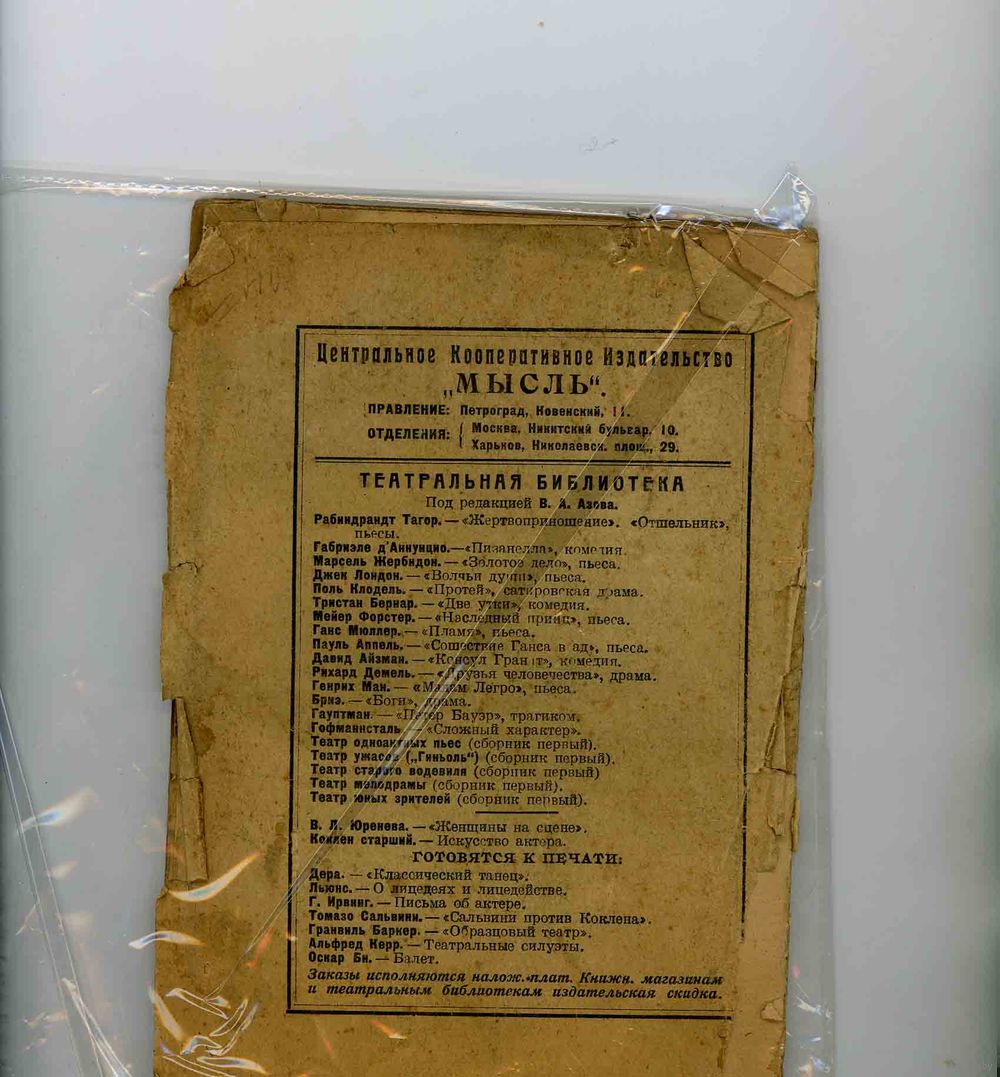 Центральное Кооперативное Издательство
„МЫСЛЬ“.
ПРАВЛЕНИЕ: Петроград, Ковенский, 11.
ОТДЕЛЕНИЯ: { Москва, Никитский бульвар, 10.
Харьков, Николаевск. площ., 29.
ТЕАТРАЛЬНАЯ БИБЛИОТЕКА
Под редакцией В. А. Азова.
Рабиндрандт Тагор. — «Жертвоприношение». «Отшельник»,
пьесы.
Габриэле д'Аннунцио.—«Пизанелла», комедия.
Марсель Жербидон. — «Золотое дело», пьеса.
Джек Лондон. — «Волчьи души», пьеса.
Поль Клодель. — «Протей», сатировская драма.
Тристан Бернар. — «Две утки», комедия.
Мейер Форстер. — «Наследный принц», пьеса.
Ганс Мюллер. — «Пламя», пьеса.
Пауль Аппель. — «Сошествие Ганса в ад», пьеса.
Давид Айзман. — «Консул Гранат», комедия.
Рихард Демель. — «Друзья человечества», драма.
Генрих Ман. — «Мадам Легро», пьеса.
Бриэ. — «Боги», драма.
Гауптман. — «Петер Бауэр», трагиком.
Гофманнсталь — «Сложный характер».
Театр одноактных пьес (сборник первый).
Театр ужасов („Гиньоль“) (сборник первый).
Театр старого водевиля (сборник первый)
Театр мелодрамы (сборник первый).
Театр юных зрителей (сборник первый).
В. Л. Юренева. — «Женщины на сцене».
Коклен старший. — Искусство актера.
ГОТОВЯТСЯ К ПЕЧАТИ:
Дера. — «Классический танец».
Льюис. — О лицедеях и лицедействе.
Г. Ирвинг. — Письма об актере.
Томазо Сальвини. — «Сальвини против Коклена».
Гранвиль Баркер. — «Образцовый театр».
Альфред Керр. — Театральные силуэты.
Оскар Би. — Балет.
Заказы исполняются налож. плат. Книжн. магазинам
и театральным библиотекам издательская скидка.